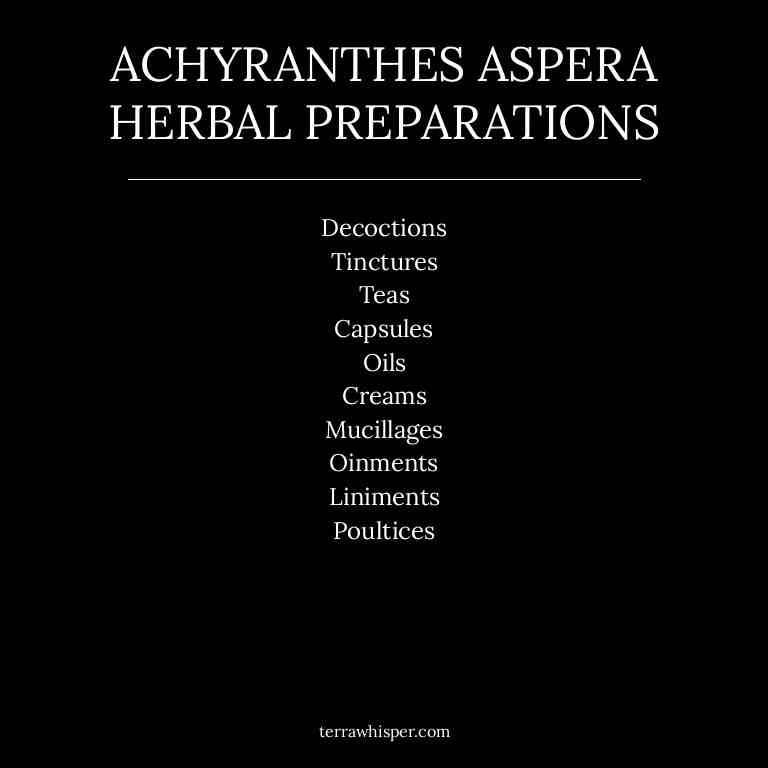 ACHYRANTHES ASPERA
HERBAL PREPARATIONS
Decoctions
Tinctures
Teas
Capsules
Oils
Creams
Mucillages
Oinments
Liniments
Poultices
terrawhisper.com